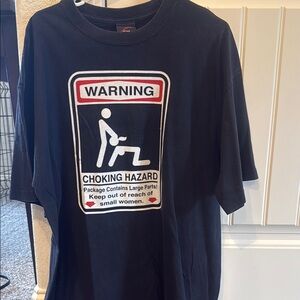 WARNING
CHOKING HAZARD
Package Contains Large Parts!
Keep out of reach of
small women.